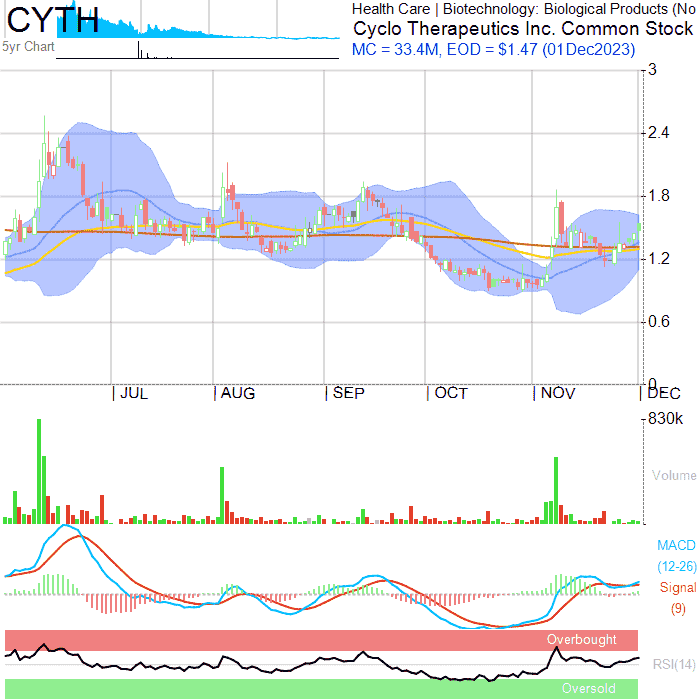 CYTH
5yr Chart
Health Care | Biotechnology: Biological Products (No
Cyclo Therapeutics Inc. Common Stock
MC = 33.4M, EOD = $1.47 (01Dec2023)
3
2.4
1.8
1.2
0.6
0
| JUL | AUG | SEP | OCT | NOV | DEC
830k
Volume
MACD
(12-26)
Signal
(9)
Overbought
RSI(14)
Oversold